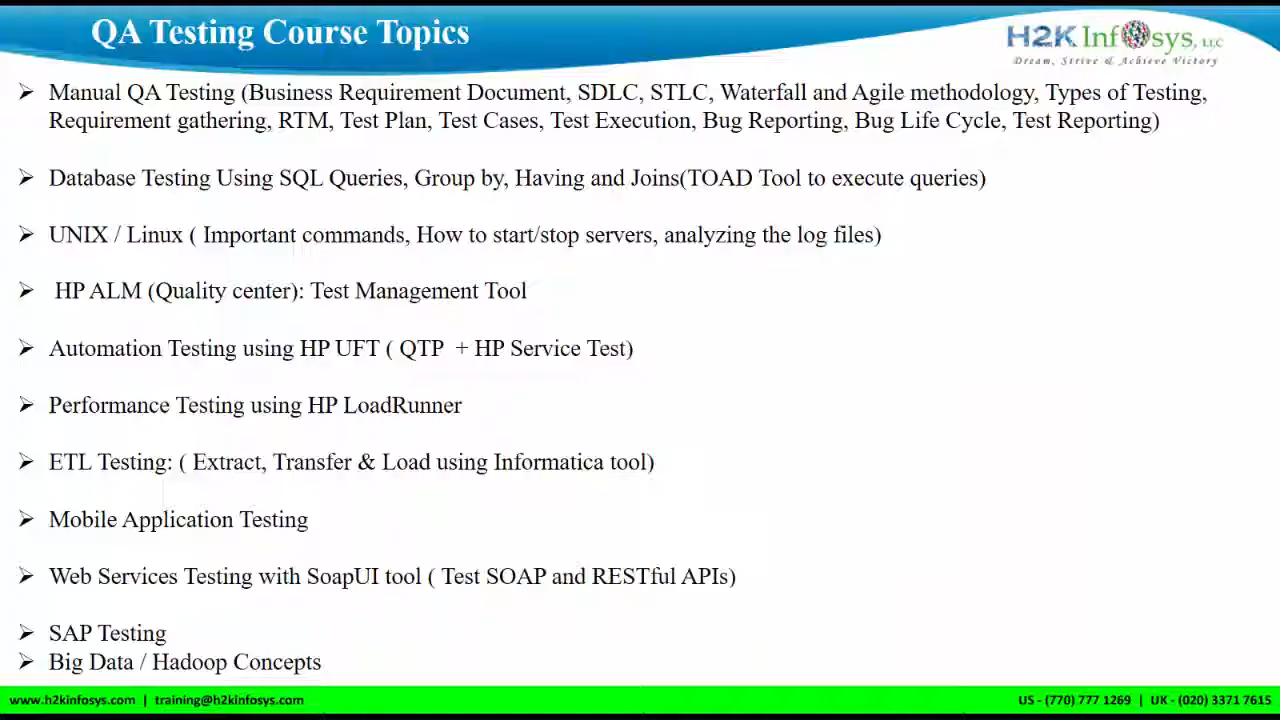 QA Testing Course Topics
H2K Infosys, LLC
Dream, Strive & Achieve Victory
➢ Manual QA Testing (Business Requirement Document, SDLC, STLC, Waterfall and Agile methodology, Types of Testing,
Requirement gathering, RTM, Test Plan, Test Cases, Test Execution, Bug Reporting, Bug Life Cycle, Test Reporting)
➢ Database Testing Using SQL Queries, Group by, Having and Joins(TOAD Tool to execute queries)
➢ UNIX / Linux ( Important commands, How to start/stop servers, analyzing the log files)
➢ HP ALM (Quality center): Test Management Tool
➢ Automation Testing using HP UFT ( QTP + HP Service Test)
➢ Performance Testing using HP LoadRunner
➢ ETL Testing: ( Extract, Transfer & Load using Informatica tool)
➢ Mobile Application Testing
➢ Web Services Testing with SoapUI tool ( Test SOAP and RESTful APIs)
➢ SAP Testing
➢ Big Data / Hadoop Concepts
www.h2kinfosys.com | training@h2kinfosys.com
US - (770) 777 1269 | UK - (020) 3371 7615